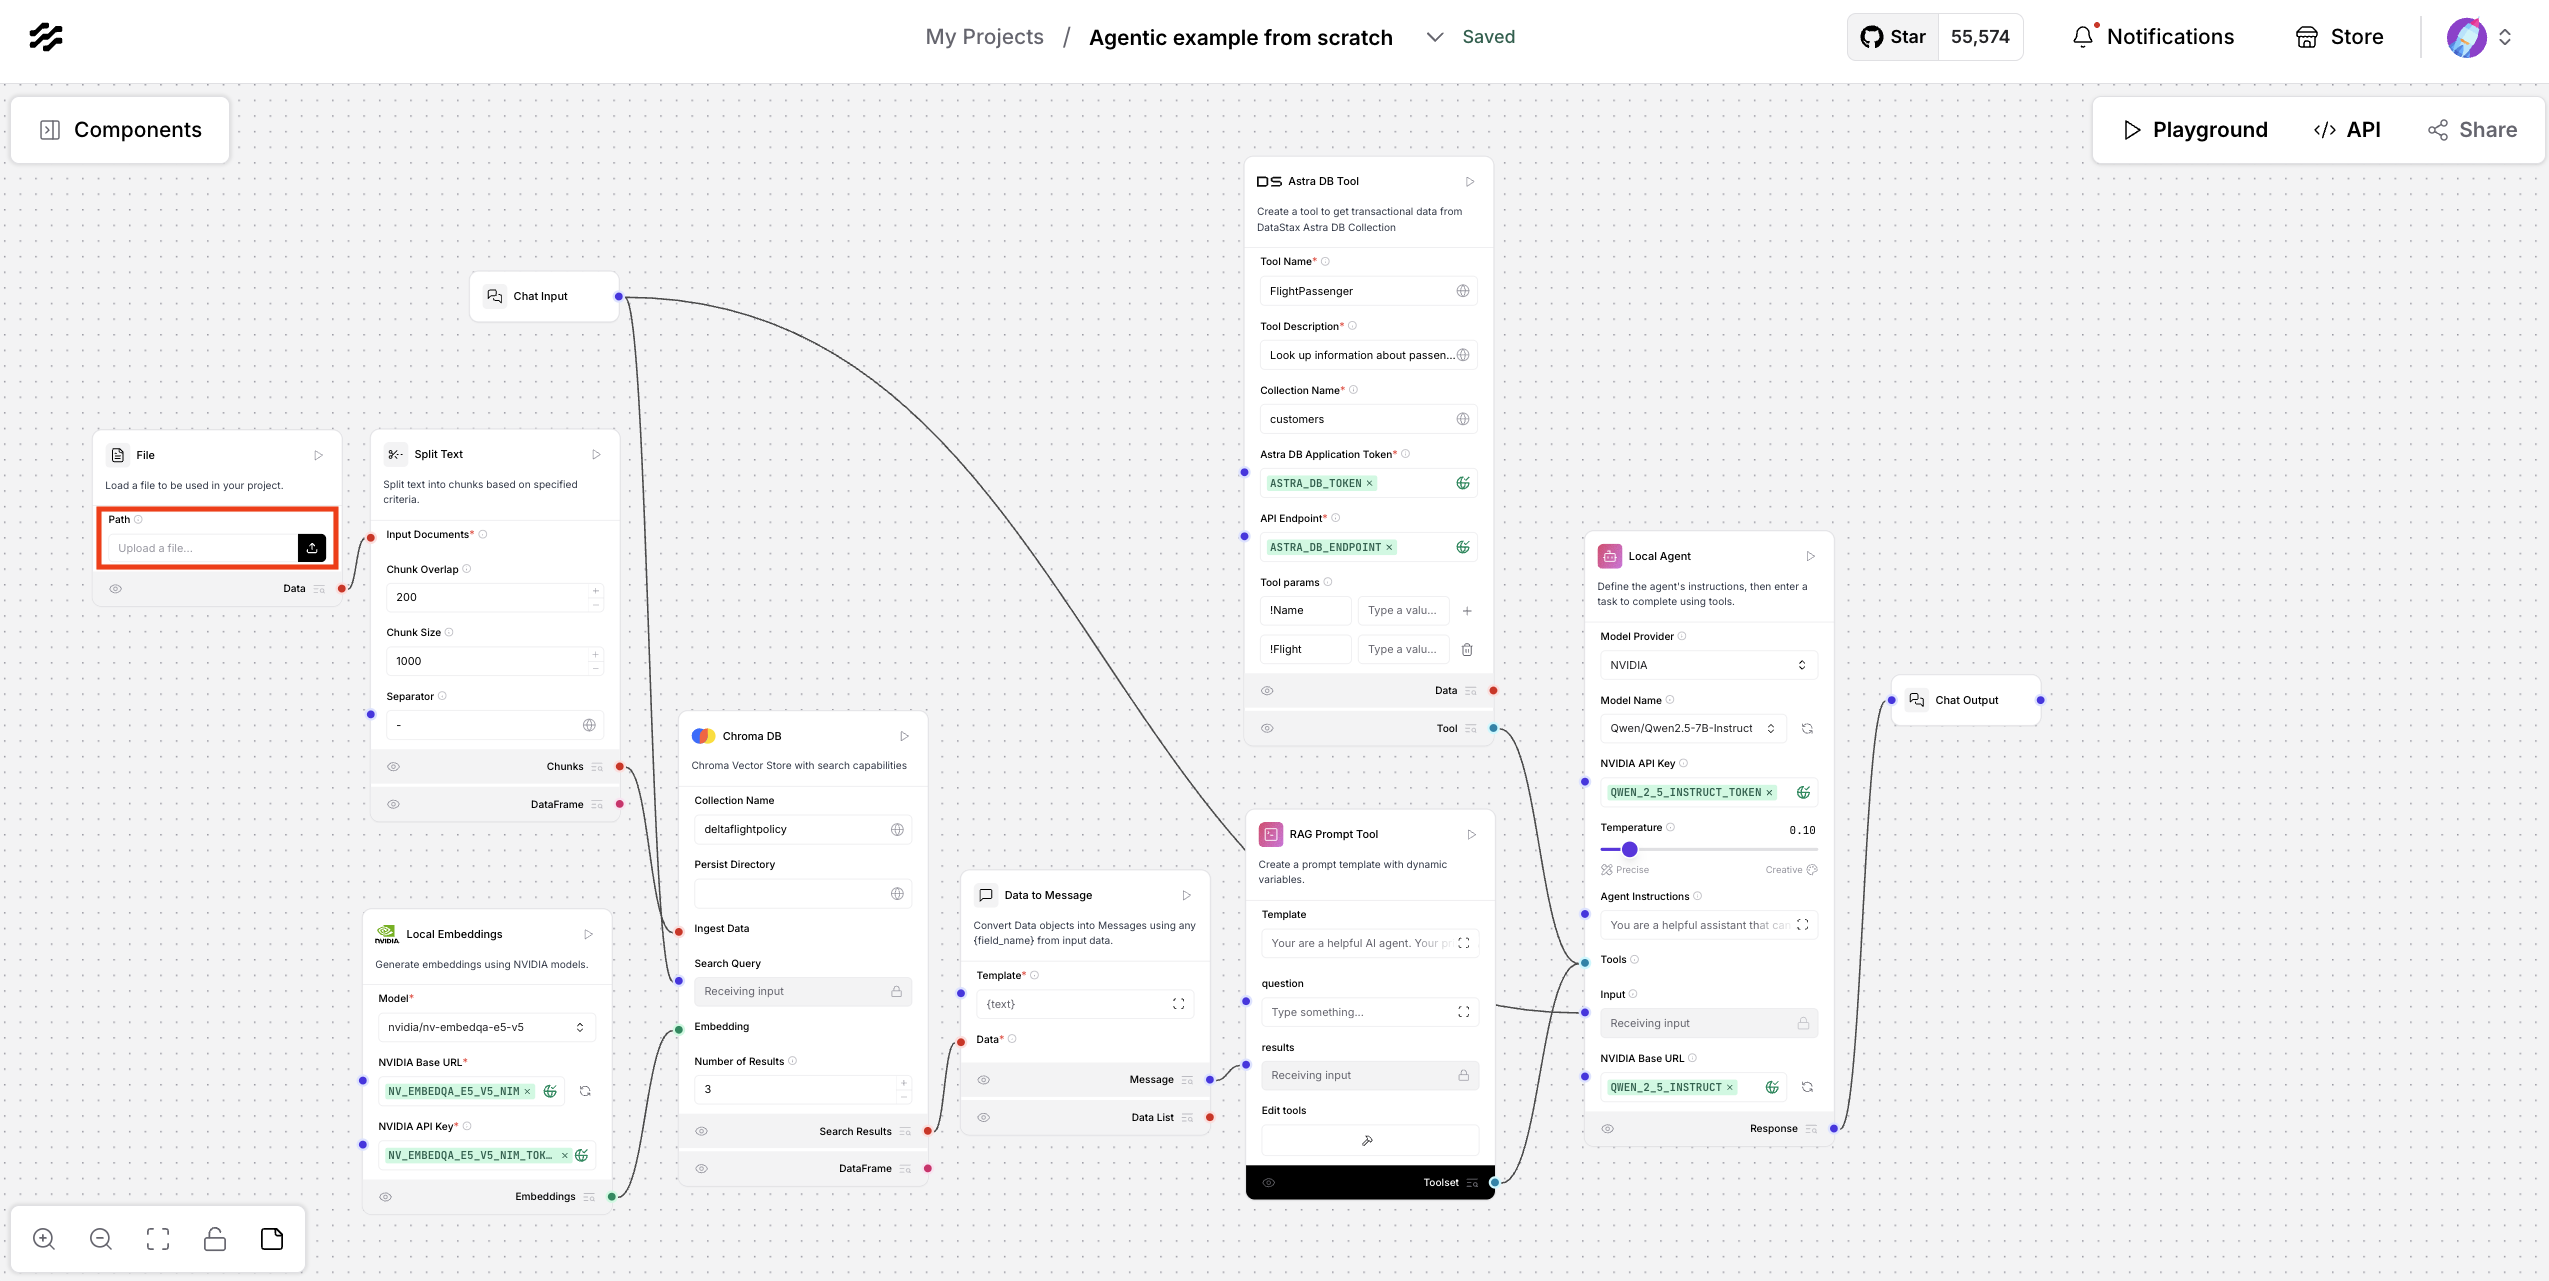 My Projects / Agentic example from scratch Saved
Star 55,574
Notifications
Store
Components
Playground
API
Share
Chat Input
File
Load a file to be used in your project.
Path
Upload a file...
Data
Split Text
Split text into chunks based on specified
criteria.
Input Documents*
Chunk Overlap
200
Chunk Size
1000
Separator
-
Chunks
DataFrame
NVIDIA
Local Embeddings
Generate embeddings using NVIDIA models.
Model*
nvidia/nv-embedqa-e5-v5
NVIDIA Base URL*
NV_EMBEDQA_E5_V5_NIM ×
NVIDIA API Key*
NV_EMBEDQA_E5_V5_NIM_TOK… ×
Embeddings
Chroma DB
Chroma Vector Store with search capabilities
Collection Name
deltaflightpolicy
Persist Directory
Ingest Data
Search Query
Receiving input
Embedding
Number of Results
3
Search Results
DataFrame
Data to Message
Convert Data objects into Messages using any
{field_name} from input data.
Template*
{text}
Data*
Message
Data List
DS Astra DB Tool
Create a tool to get transactional data from
DataStax Astra DB Collection
Tool Name*
FlightPassenger
Tool Description*
Look up information about passen...
Collection Name*
customers
Astra DB Application Token*
ASTRA_DB_TOKEN ×
API Endpoint*
ASTRA_DB_ENDPOINT ×
Tool params
!Name Type a valu...
!Flight Type a valu...
Data
Tool
RAG Prompt Tool
Create a prompt template with dynamic
variables.
Template
Your are a helpful AI agent. Your pr
question
Type something...
results
Receiving input
Edit tools
Toolset
Local Agent
Define the agent's instructions, then enter a
task to complete using tools.
Model Provider
NVIDIA
Model Name
Qwen/Qwen2.5-7B-Instruct
NVIDIA API Key
QWEN_2_5_INSTRUCT_TOKEN ×
Temperature 0.10
Precise Creative
Agent Instructions
You are a helpful assistant that can
Tools
Input
Receiving input
NVIDIA Base URL
QWEN_2_5_INSTRUCT ×
Response
Chat Output